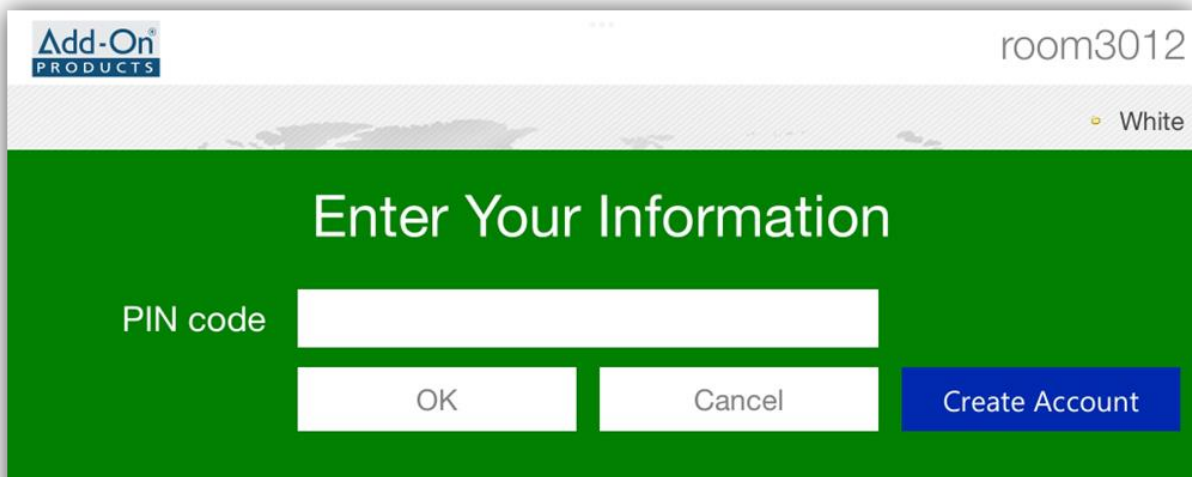 Add-On®
PRODUCTS
room3012
White
Enter Your Information
PIN code
OK
Cancel
Create Account